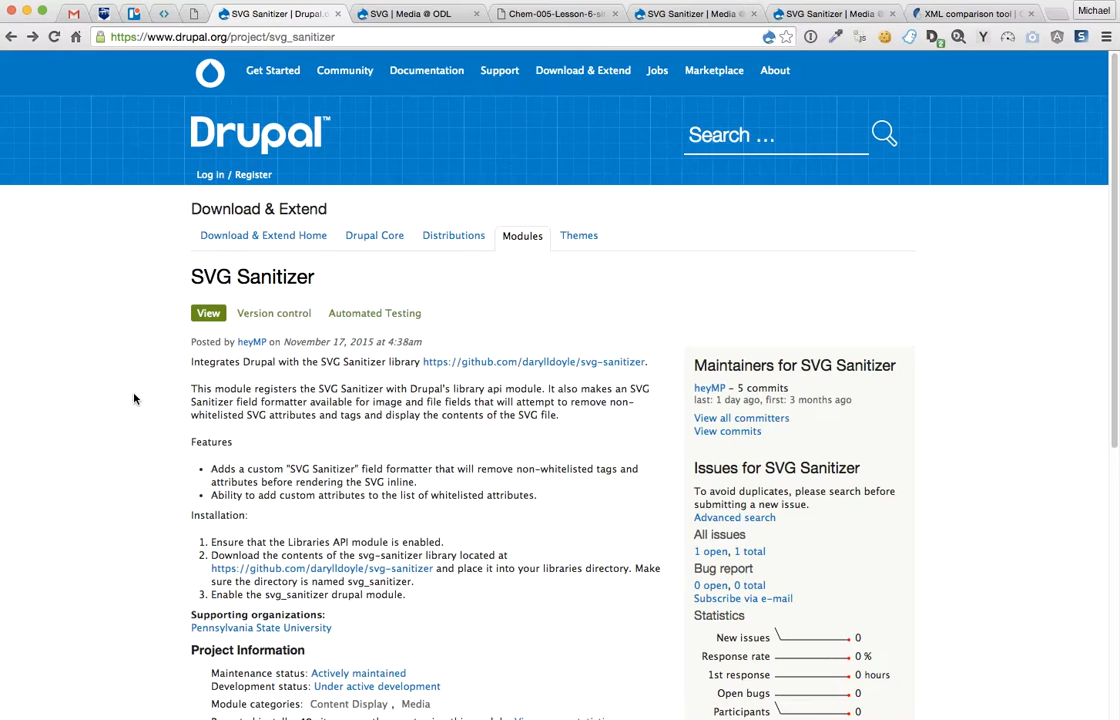 SVG Sanitizer | Drupal.o
SVG | Media @ ODL
Chem-005-Lesson-6-si
SVG Sanitizer | Media
SVG Sanitizer | Media
XML comparison tool |
Michael
https://www.drupal.org/project/svg_sanitizer
Get Started Community Documentation Support Download & Extend Jobs Marketplace About
Drupal™
Search ...
Log in / Register
Download & Extend
Download & Extend Home Drupal Core Distributions Modules Themes
SVG Sanitizer
View Version control Automated Testing
Posted by heyMP on November 17, 2015 at 4:38am
Integrates Drupal with the SVG Sanitizer library https://github.com/darylldoyle/svg-sanitizer.
This module registers the SVG Sanitizer with Drupal's library api module. It also makes an SVG
Sanitizer field formatter available for image and file fields that will attempt to remove non-
whitelisted SVG attributes and tags and display the contents of the SVG file.
Features
• Adds a custom "SVG Sanitizer" field formatter that will remove non-whitelisted tags and
attributes before rendering the SVG inline.
• Ability to add custom attributes to the list of whitelisted attributes.
Installation:
1. Ensure that the Libraries API module is enabled.
2. Download the contents of the svg-sanitizer library located at
https://github.com/darylldoyle/svg-sanitizer and place it into your libraries directory. Make
sure the directory is named svg_sanitizer.
3. Enable the svg_sanitizer drupal module.
Supporting organizations:
Pennsylvania State University
Project Information
Maintenance status: Actively maintained
Development status: Under active development
Module categories: Content Display , Media
Maintainers for SVG Sanitizer
heyMP – 5 commits
last: 1 day ago, first: 3 months ago
View all committers
View commits
Issues for SVG Sanitizer
To avoid duplicates, please search before
submitting a new issue.
Advanced search
All issues
1 open, 1 total
Bug report
0 open, 0 total
Subscribe via e-mail
Statistics
New issues 0
Response rate 0 %
1st response 0 hours
Open bugs 0
Participants 0